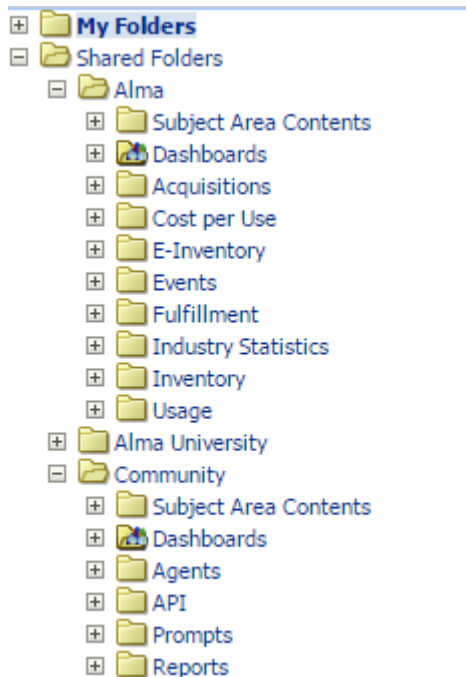 My Folders
Shared Folders
Alma
Subject Area Contents
Dashboards
Acquisitions
Cost per Use
E-Inventory
Events
Fulfillment
Industry Statistics
Inventory
Usage
Alma University
Community
Subject Area Contents
Dashboards
Agents
API
Prompts
Reports